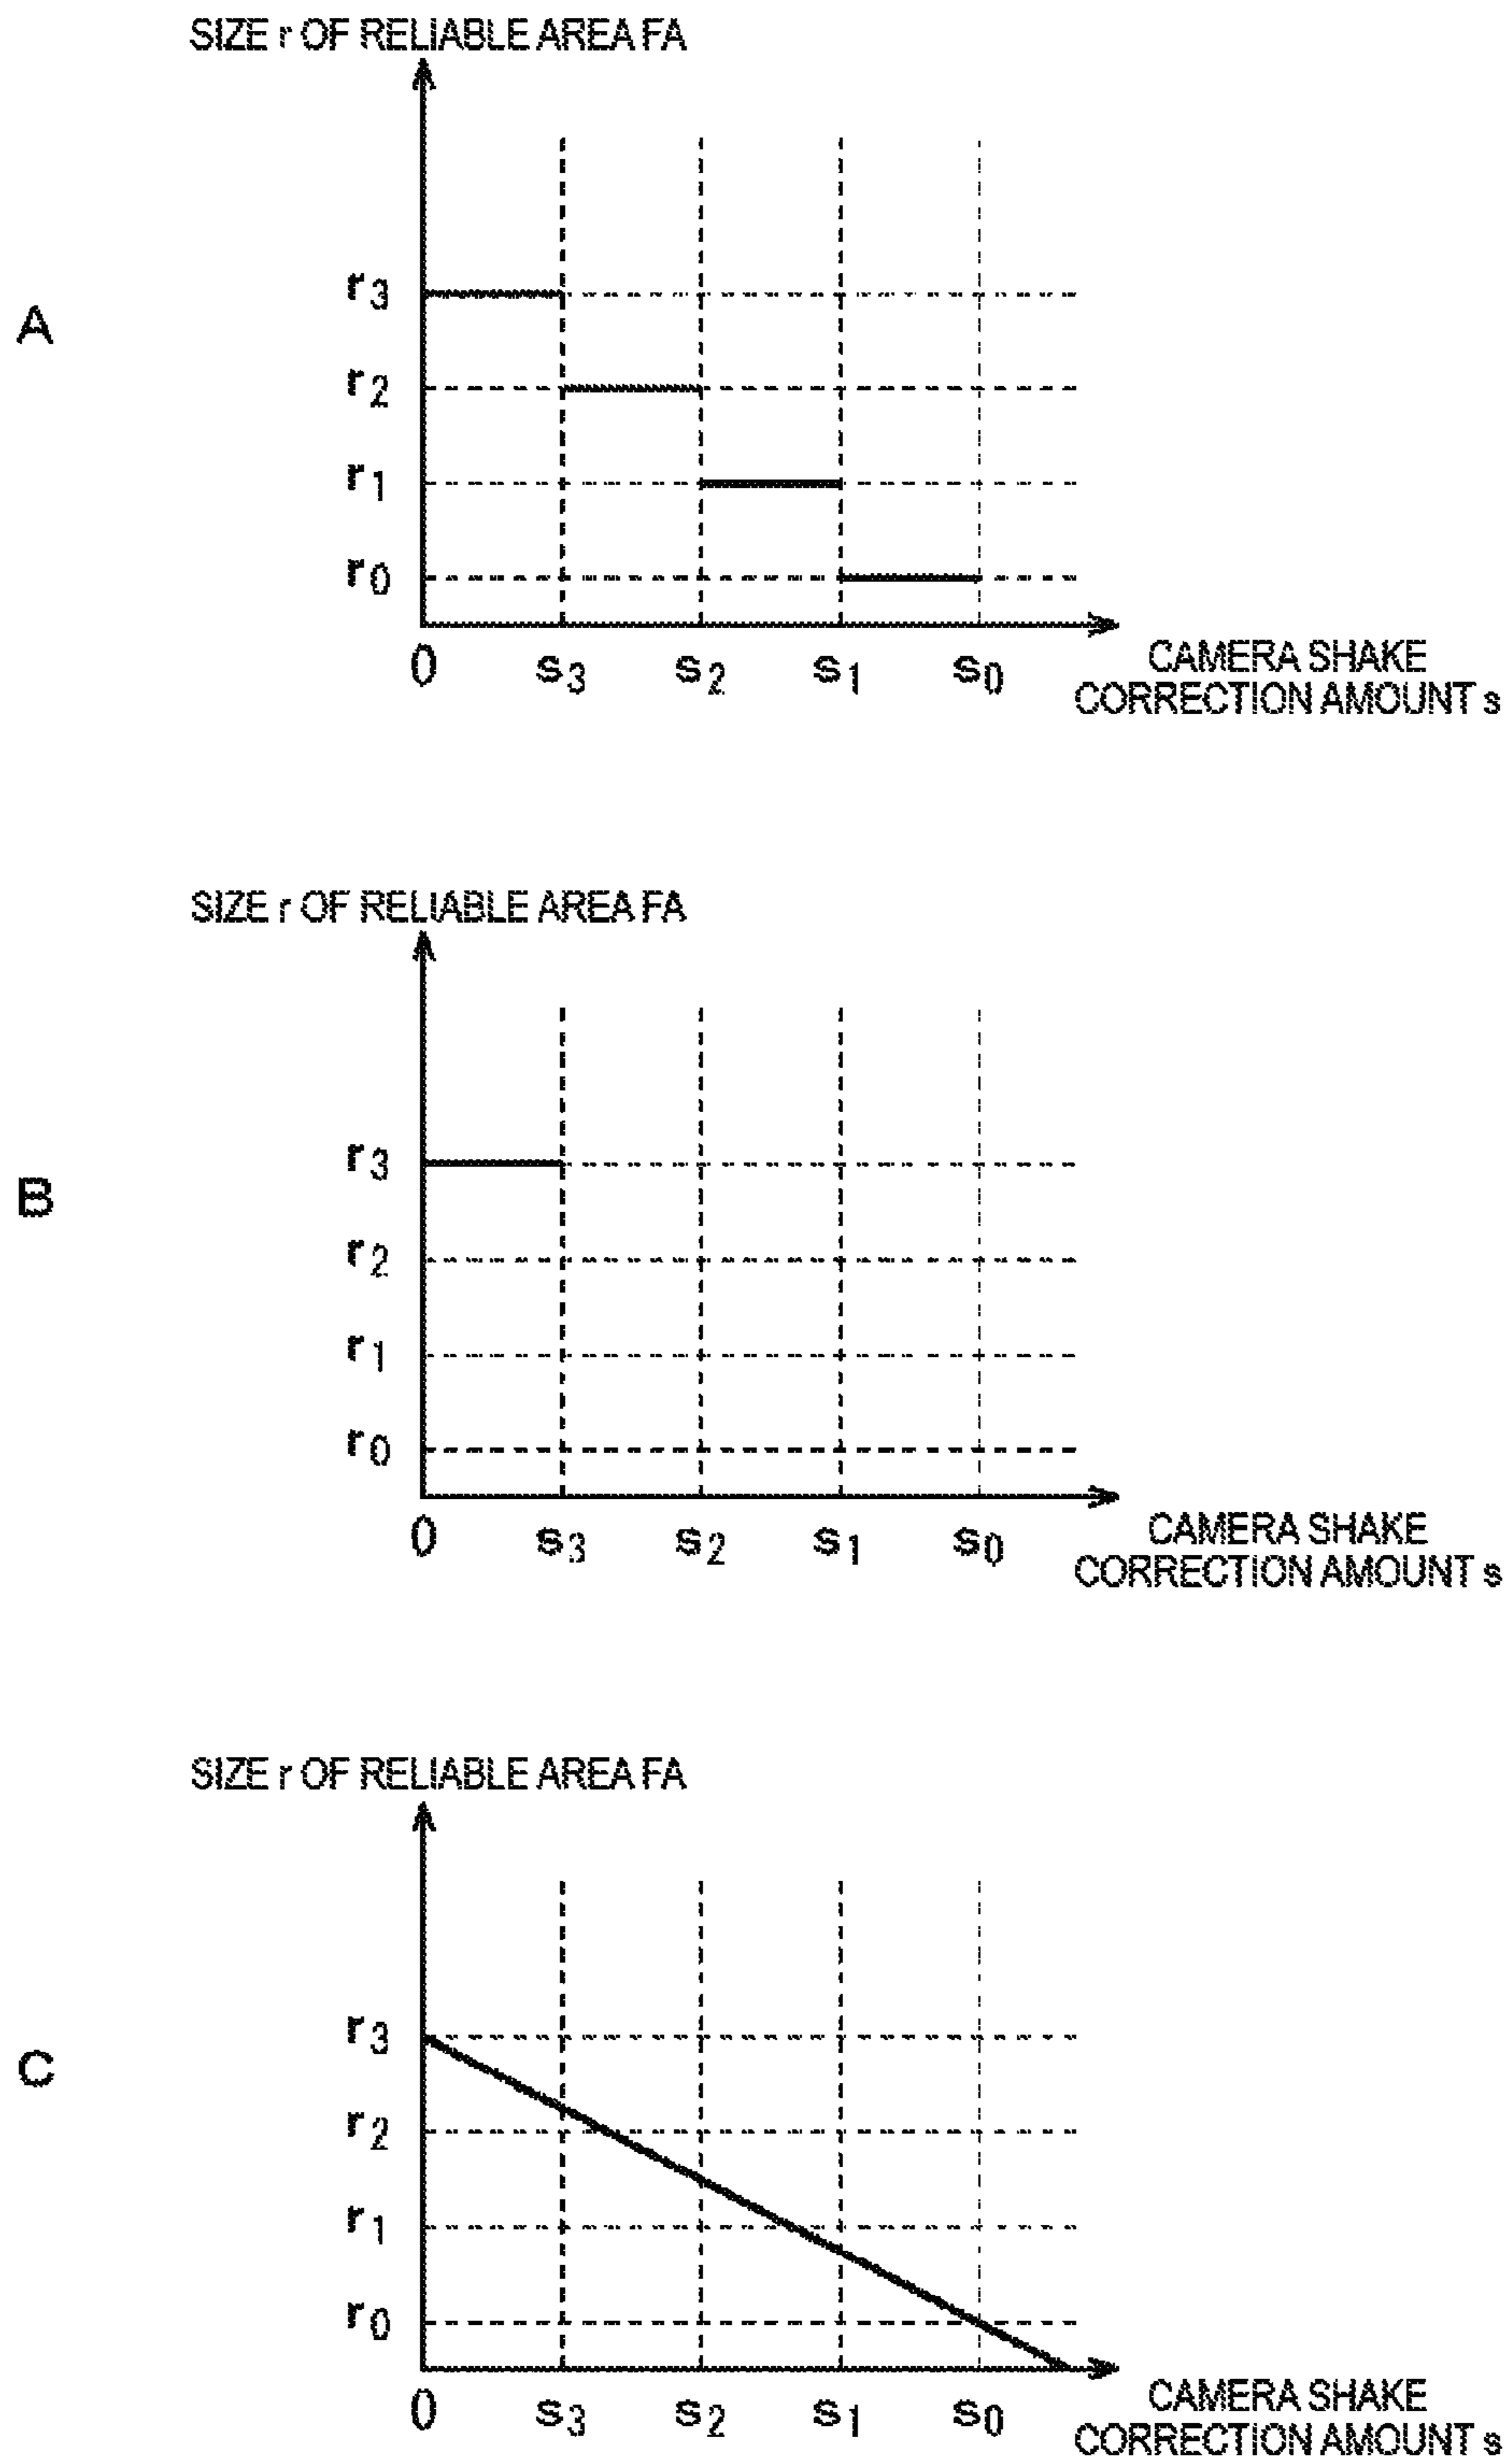 SIZE r OF RELIABLE AREA FA
A
r3
r2
r1
r0
0 s3 s2 s1 s0
CAMERA SHAKE
CORRECTION AMOUNT s
SIZE r OF RELIABLE AREA FA
B
r3
r2
r1
r0
0 s3 s2 s1 s0
CAMERA SHAKE
CORRECTION AMOUNT s
SIZE r OF RELIABLE AREA FA
C
r3
r2
r1
r0
0 s3 s2 s1 s0
CAMERA SHAKE
CORRECTION AMOUNT s